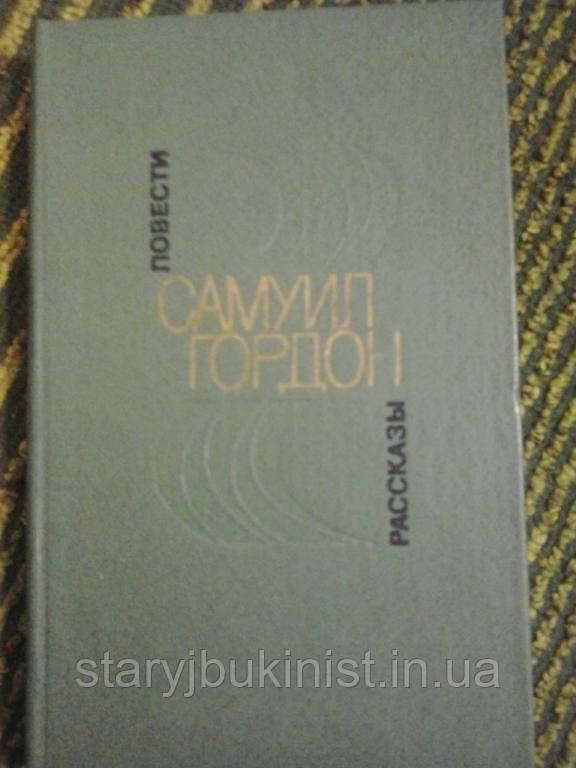 ПОВЕСТИ
САМУИЛ
ГОРДОН
РАССКАЗЫ
staryjbukinist.in.ua